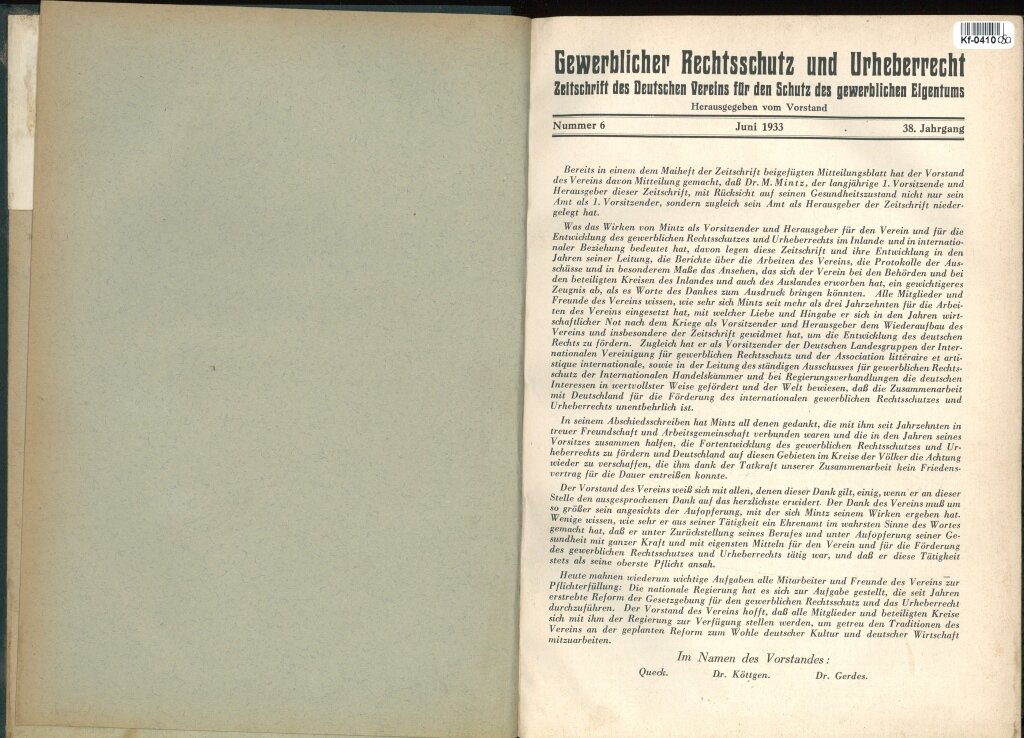 Kf-0410
Gewerblicher Rechtsschutz und Urheberrecht
Zeitschrift des Deutschen Vereins für den Schutz des gewerblichen Eigentums
Herausgegeben vom Vorstand
Nummer 6 Juni 1933 38. Jahrgang
Bereits in einem dem Maiheft der Zeitschrift beigefügten Mitteilungsblatt hat der Vorstand
des Vereins davon Mitteilung gemacht, daß Dr. M. Mintz, der langjährige 1. Vorsitzende und
Herausgeber dieser Zeitschrift, mit Rücksicht auf seinen Gesundheitszustand nicht nur sein
Amt als 1. Vorsitzender, sondern zugleich sein Amt als Herausgeber der Zeitschrift nieder-
gelegt hat.
Was das Wirken von Mintz als Vorsitzender und Herausgeber für den Verein und für die
Entwicklung des gewerblichen Rechtsschutzes und Urheberrechts im Inlande und in internatio-
naler Beziehung bedeutet hat, davon legen diese Zeitschrift und ihre Entwicklung in den
Jahren seiner Leitung, die Berichte über die Arbeiten des Vereins, die Protokolle der Aus-
schüsse und in besonderem Maße das Ansehen, das sich der Verein bei den Behörden und bei
den beteiligten Kreisen des Inlandes und auch des Auslandes erworben hat, ein gewichtigeres
Zeugnis ab, als es Worte des Dankes zum Ausdruck bringen könnten. Alle Mitglieder und
Freunde des Vereins wissen, wie sehr sich Mintz seit mehr als drei Jahrzehnten für die Arbei-
ten des Vereins eingesetzt hat, mit welcher Liebe und Hingabe er sich in den Jahren wirt-
schaftlicher Not nach dem Kriege als Vorsitzender und Herausgeber dem Wiederaufbau des
Vereins und insbesondere der Zeitschrift gewidmet hat, um die Entwicklung des deutschen
Rechts zu fördern. Zugleich hat er als Vorsitzender der Deutschen Landesgruppen der Inter-
nationalen Vereinigung für gewerblichen Rechtsschutz und der Association littéraire et arti-
stique internationale, sowie in der Leitung des ständigen Ausschusses für gewerblichen Rechts-
schutz der Internationalen Handelskammer und bei Regierungsverhandlungen die deutschen
Interessen in wertvollster Weise gefördert und der Welt bewiesen, daß die Zusammenarbeit
mit Deutschland für die Förderung des internationalen gewerblichen Rechtsschutzes und
Urheberrechts unentbehrlich ist.
In seinem Abschiedsschreiben hat Mintz all denen gedankt, die mit ihm seit Jahrzehnten in
treuer Freundschaft und Arbeitsgemeinschaft verbunden waren und die in den Jahren seines
Vorsitzes zusammen halfen, die Fortentwicklung des gewerblichen Rechtsschutzes und Ur-
heberrechts zu fördern und Deutschland auf diesen Gebieten im Kreise der Völker die Achtung
wieder zu verschaffen, die ihm dank der Tatkraft unserer Zusammenarbeit kein Friedens-
vertrag für die Dauer entreißen konnte.
Der Vorstand des Vereins weiß sich mit allen, denen dieser Dank gilt, einig, wenn er an dieser
Stelle den ausgesprochenen Dank auf das herzlichste erwidert. Der Dank des Vereins muß um
so größer sein angesichts der Aufopferung, mit der sich Mintz seinem Wirken ergeben hat.
Wenige wissen, wie sehr er aus seiner Tätigkeit ein Ehrenamt im wahrsten Sinne des Wortes
gemacht hat, daß er unter Zurückstellung seines Berufes und unter Aufopferung seiner Ge-
sundheit mit ganzer Kraft und mit eigensten Mitteln für den Verein und für die Förderung
des gewerblichen Rechtsschutzes und Urheberrechts tätig war, und daß er diese Tätigkeit
stets als seine oberste Pflicht ansah.
Heute mahnen wiederum wichtige Aufgaben alle Mitarbeiter und Freunde des Vereins zur
Pflichterfüllung: Die nationale Regierung hat es sich zur Aufgabe gestellt, die seit Jahren
erstrebte Reform der Gesetzgebung für den gewerblichen Rechtsschutz und das Urheberrecht
durchzuführen. Der Vorstand des Vereins hofft, daß alle Mitglieder und beteiligten Kreise
sich mit ihm der Regierung zur Verfügung stellen werden, um getreu den Traditionen des
Vereins an der geplanten Reform zum Wohle deutscher Kultur und deutscher Wirtschaft
mitzuarbeiten.
Im Namen des Vorstandes:
Queck. Dr. Köttgen. Dr. Gerdes.